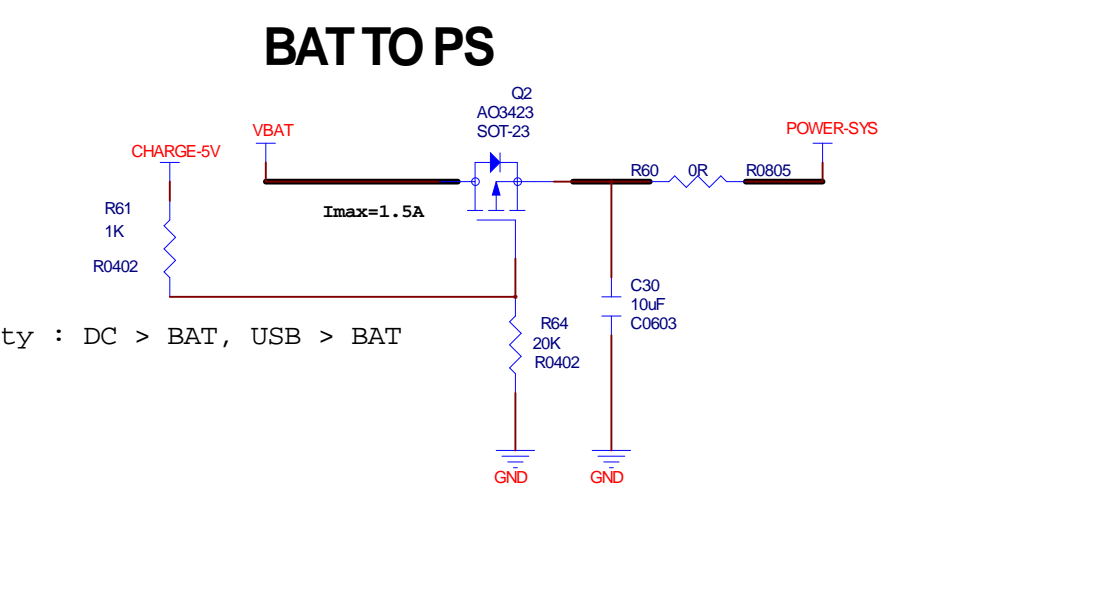 BAT TO PS
Q2
AO3423
SOT-23
VBAT
POWER-SYS
CHARGE-5V
R60 0R R0805
R61
1K
R0402
Imax=1.5A
C30
10uF
C0603
R64
20K
R0402
ty : DC > BAT, USB > BAT
GND
GND